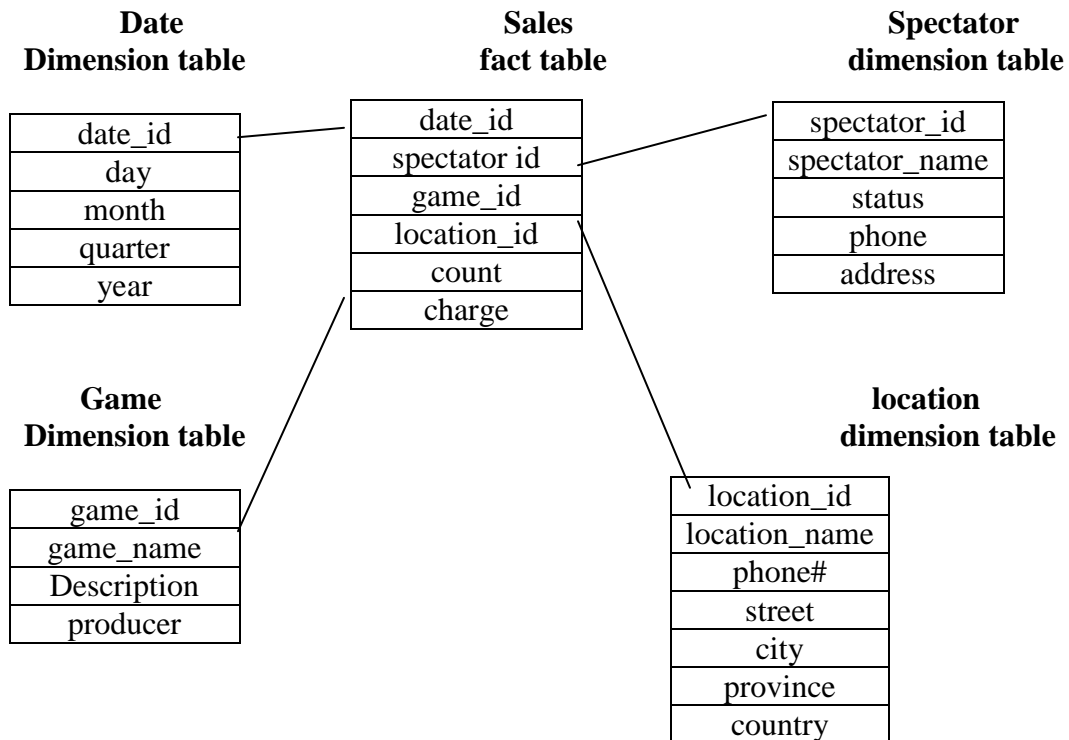 Date
Dimension table
date_id
day
month
quarter
year
Sales
fact table
date_id
spectator id
game_id
location_id
count
charge
Spectator
dimension table
spectator_id
spectator_name
status
phone
address
Game
Dimension table
game_id
game_name
Description
producer
location
dimension table
location_id
location_name
phone#
street
city
province
country